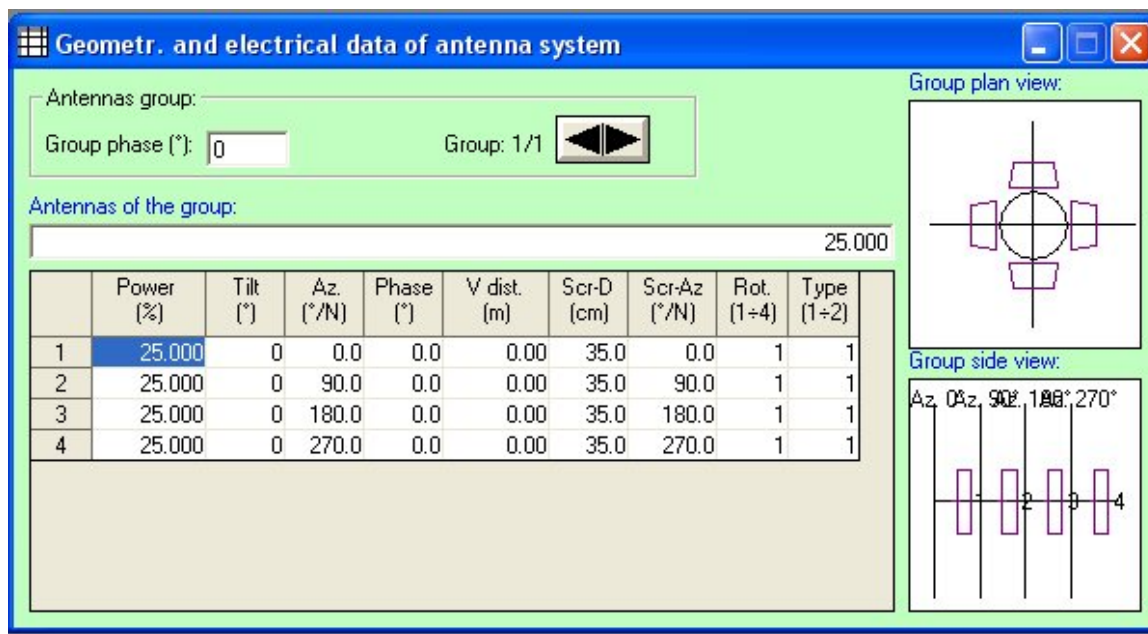 Geometr. and electrical data of antenna system
Antennas group:
Group phase (°): 0
Group: 1/1
Antennas of the group:
25.000
Power (%) Tilt (°) Az. (°/N) Phase (°) V dist. (m) Scr-D (cm) Scr-Az (°/N) Rot. (1÷4) Type (1÷2)
1 25.000 0 0.0 0.0 0.00 35.0 0.0 1 1
2 25.000 0 90.0 0.0 0.00 35.0 90.0 1 1
3 25.000 0 180.0 0.0 0.00 35.0 180.0 1 1
4 25.000 0 270.0 0.0 0.00 35.0 270.0 1 1
Group plan view:
Group side view:
Az. 0° Az. 90° Az. 180° Az. 270°
1 2 3 4